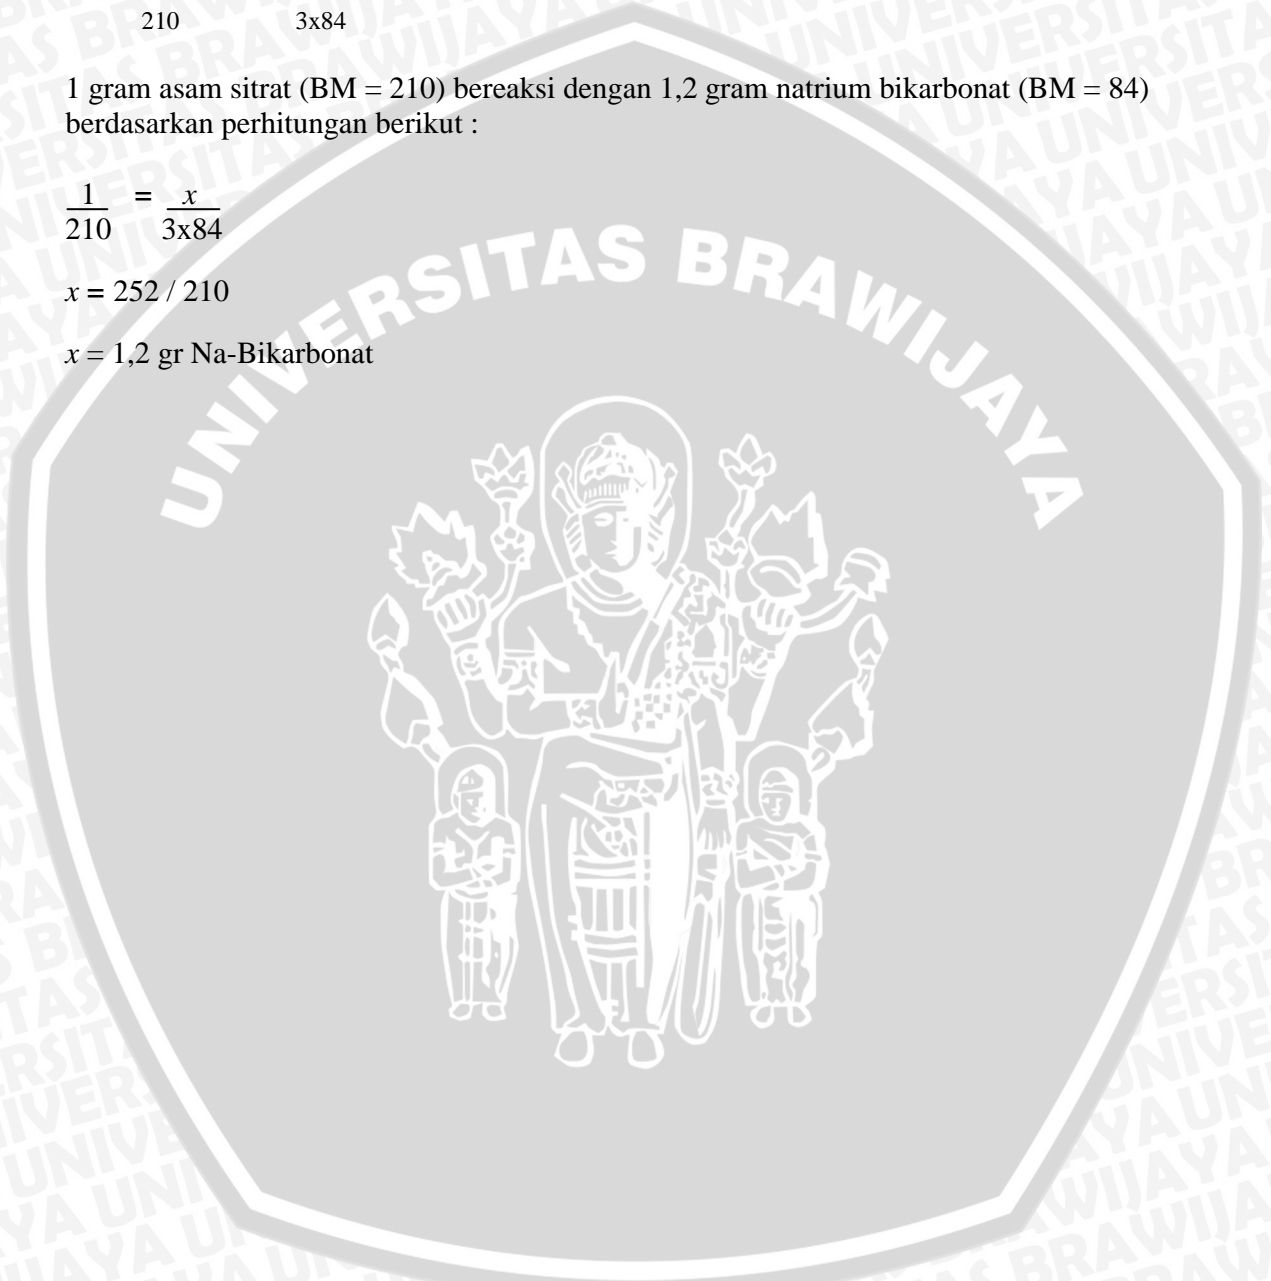 210 3x84
1 gram asam sitrat (BM = 210) bereaksi dengan 1,2 gram natrium bikarbonat (BM = 84)
berdasarkan perhitungan berikut :
1 = x
210 3x84
x = 252 / 210
x = 1,2 gr Na-Bikarbonat
UNIVERSITAS BRAWIJAYA